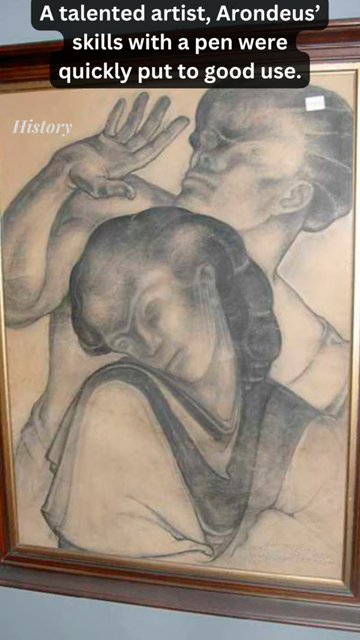 A talented artist, Arondeus’
skills with a pen were
quickly put to good use.
History